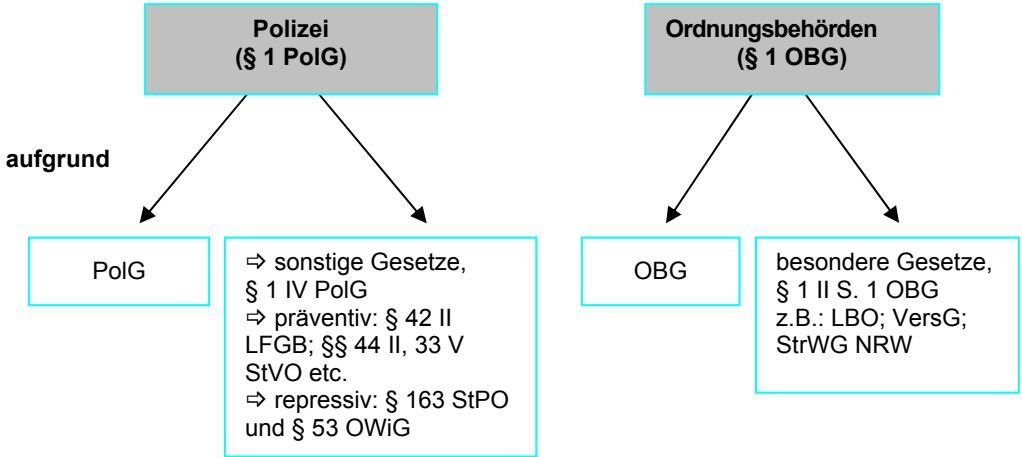 Polizei
(§ 1 PolG)
Ordnungsbehörden
(§ 1 OBG)
aufgrund
PolG
⇨ sonstige Gesetze,
§ 1 IV PolG
⇨ präventiv: § 42 II
LFGB; §§ 44 II, 33 V
StVO etc.
⇨ repressiv: § 163 StPO
und § 53 OWiG
OBG
besondere Gesetze,
§ 1 II S. 1 OBG
z.B.: LBO; VersG;
StrWG NRW